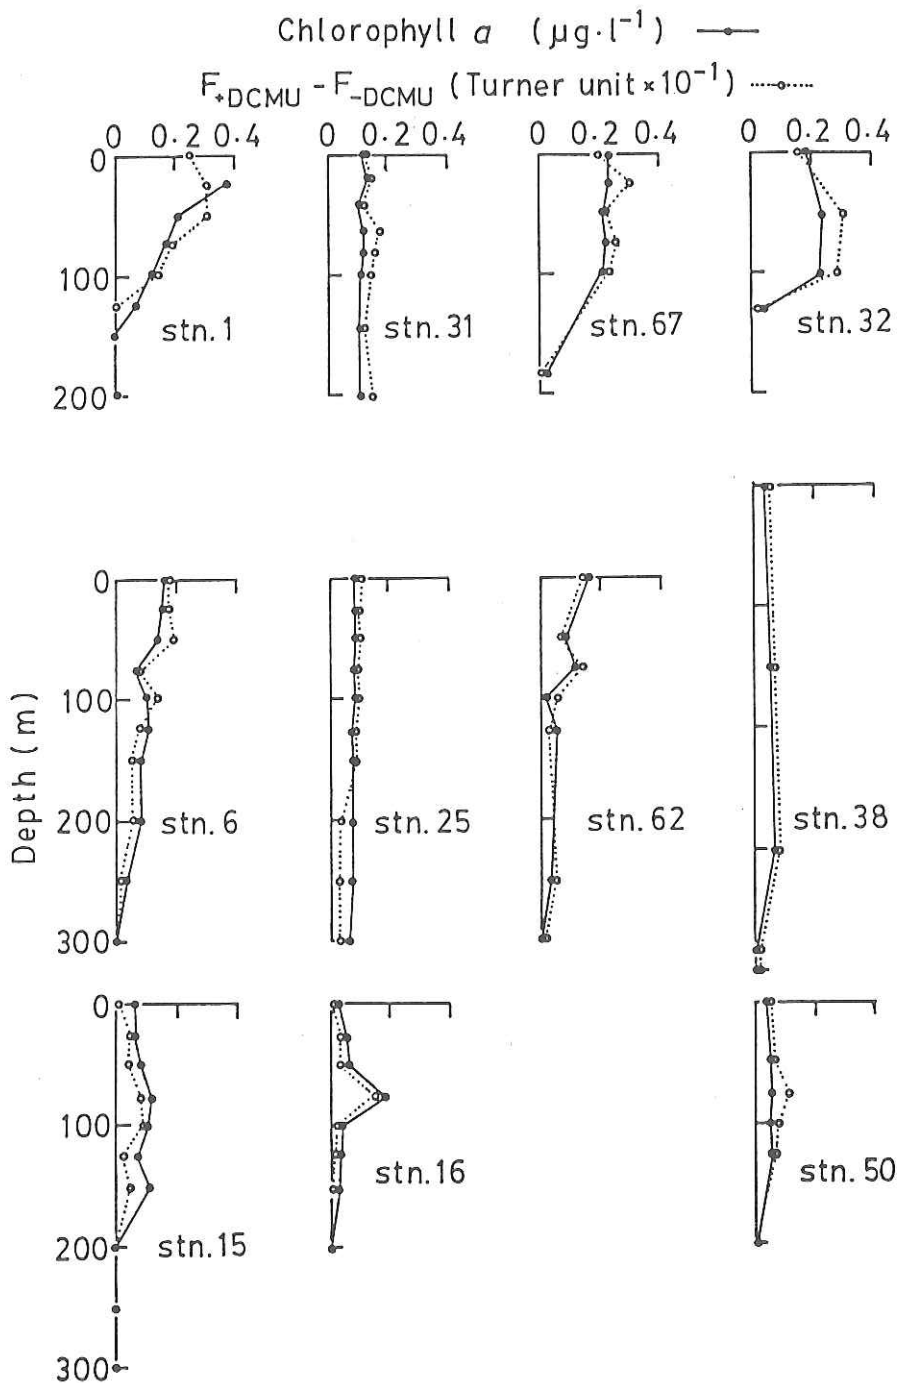 Chlorophyll a (μg·l⁻¹)
F+DCMU - F-DCMU (Turner unit × 10⁻¹)
0 0.2 0.4 0 0.2 0.4 0 0.2 0.4 0 0.2 0.4
0
100
200
stn.1 stn.31 stn.67 stn.32
Depth (m)
0
100
200
300
stn.6 stn.25 stn.62 stn.38
0
100
200
300
stn.15 stn.16 stn.50